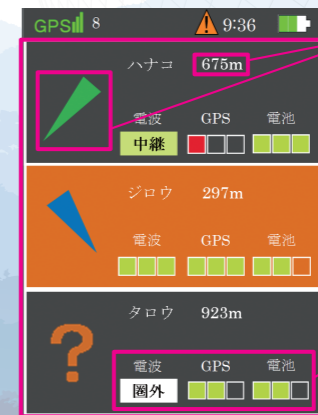 GPS 8 9:36
ハナコ 675m
電波 GPS 電池
中継
ジロウ 297m
電波 GPS 電池
?
タロウ 923m
電波 GPS 電池
圏外